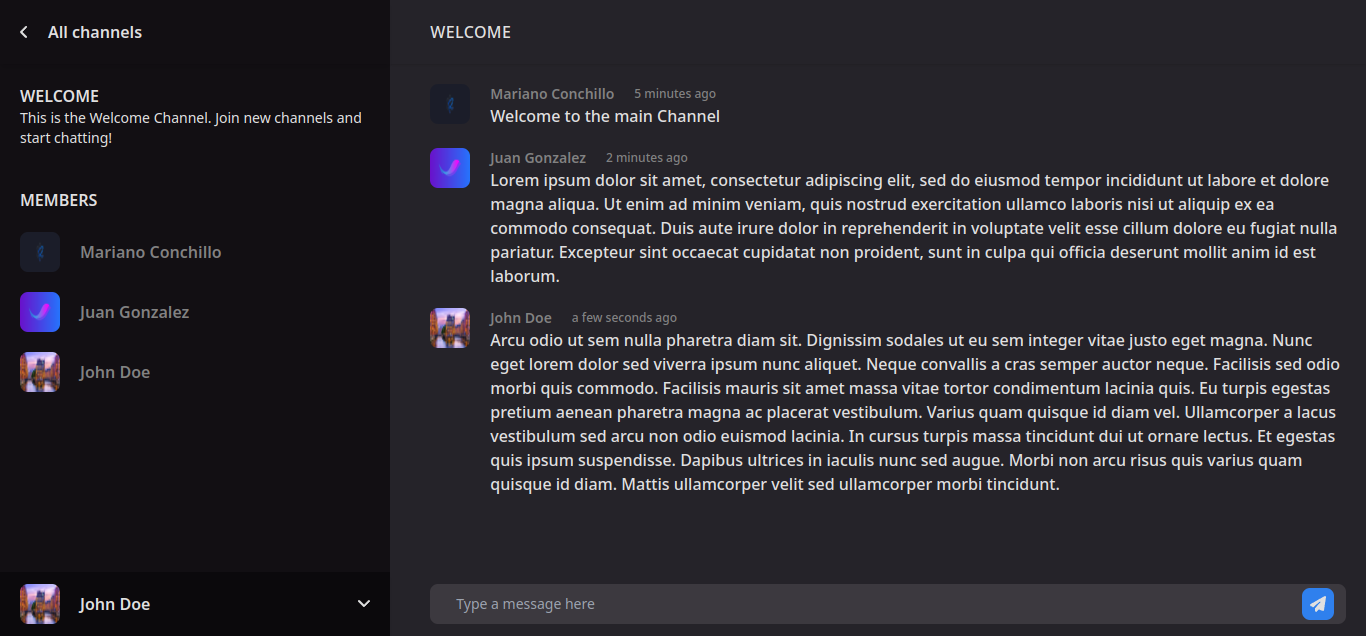 All channels
WELCOME
This is the Welcome Channel. Join new channels and
start chatting!
MEMBERS
Mariano Conchillo
Juan Gonzalez
John Doe
John Doe
WELCOME
Mariano Conchillo 5 minutes ago
Welcome to the main Channel
Juan Gonzalez 2 minutes ago
Lorem ipsum dolor sit amet, consectetur adipiscing elit, sed do eiusmod tempor incididunt ut labore et dolore
magna aliqua. Ut enim ad minim veniam, quis nostrud exercitation ullamco laboris nisi ut aliquip ex ea
commodo consequat. Duis aute irure dolor in reprehenderit in voluptate velit esse cillum dolore eu fugiat nulla
pariatur. Excepteur sint occaecat cupidatat non proident, sunt in culpa qui officia deserunt mollit anim id est
laborum.
John Doe a few seconds ago
Arcu odio ut sem nulla pharetra diam sit. Dignissim sodales ut eu sem integer vitae justo eget magna. Nunc
eget lorem dolor sed viverra ipsum nunc aliquet. Neque convallis a cras semper auctor neque. Facilisis sed odio
morbi quis commodo. Facilisis mauris sit amet massa vitae tortor condimentum lacinia quis. Eu turpis egestas
pretium aenean pharetra magna ac placerat vestibulum. Varius quam quisque id diam vel. Ullamcorper a lacus
vestibulum sed arcu non odio euismod lacinia. In cursus turpis massa tincidunt dui ut ornare lectus. Et egestas
quis ipsum suspendisse. Dapibus ultrices in iaculis nunc sed augue. Morbi non arcu risus quis varius quam
quisque id diam. Mattis ullamcorper velit sed ullamcorper morbi tincidunt.
Type a message here